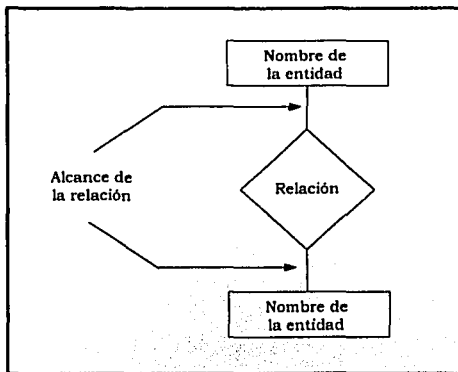 Nombre de
la entidad
Alcance de
la relación
Relación
Nombre de
la entidad